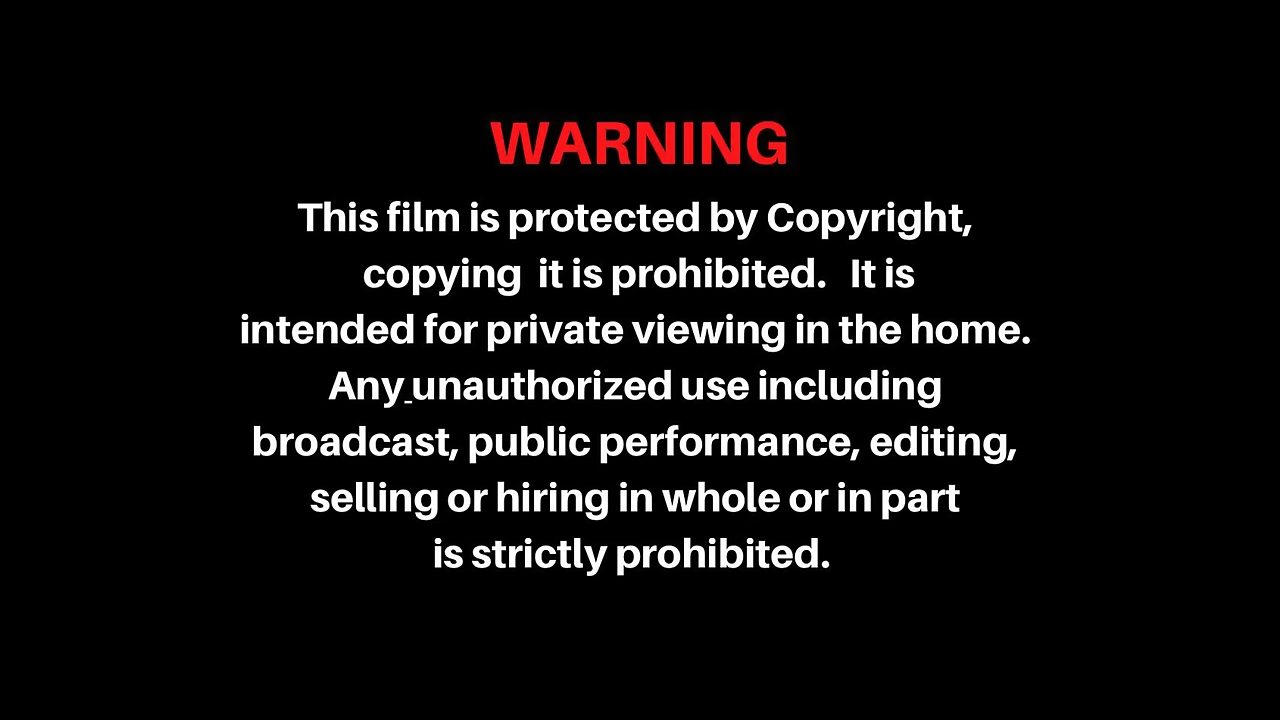 WARNING
This film is protected by Copyright,
copying  it is prohibited.   It is
intended for private viewing in the home.
Any unauthorized use including
broadcast, public performance, editing,
selling or hiring in whole or in part
is strictly prohibited.